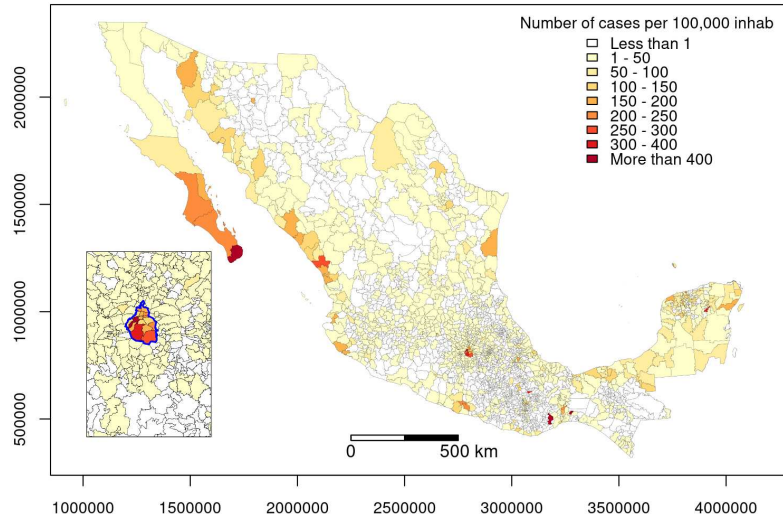 Number of cases per 100,000 inhab
Less than 1
1 - 50
50 - 100
100 - 150
150 - 200
200 - 250
250 - 300
300 - 400
More than 400
2000000
1500000
1000000
500000
0 500 km
1000000 1500000 2000000 2500000 3000000 3500000 4000000